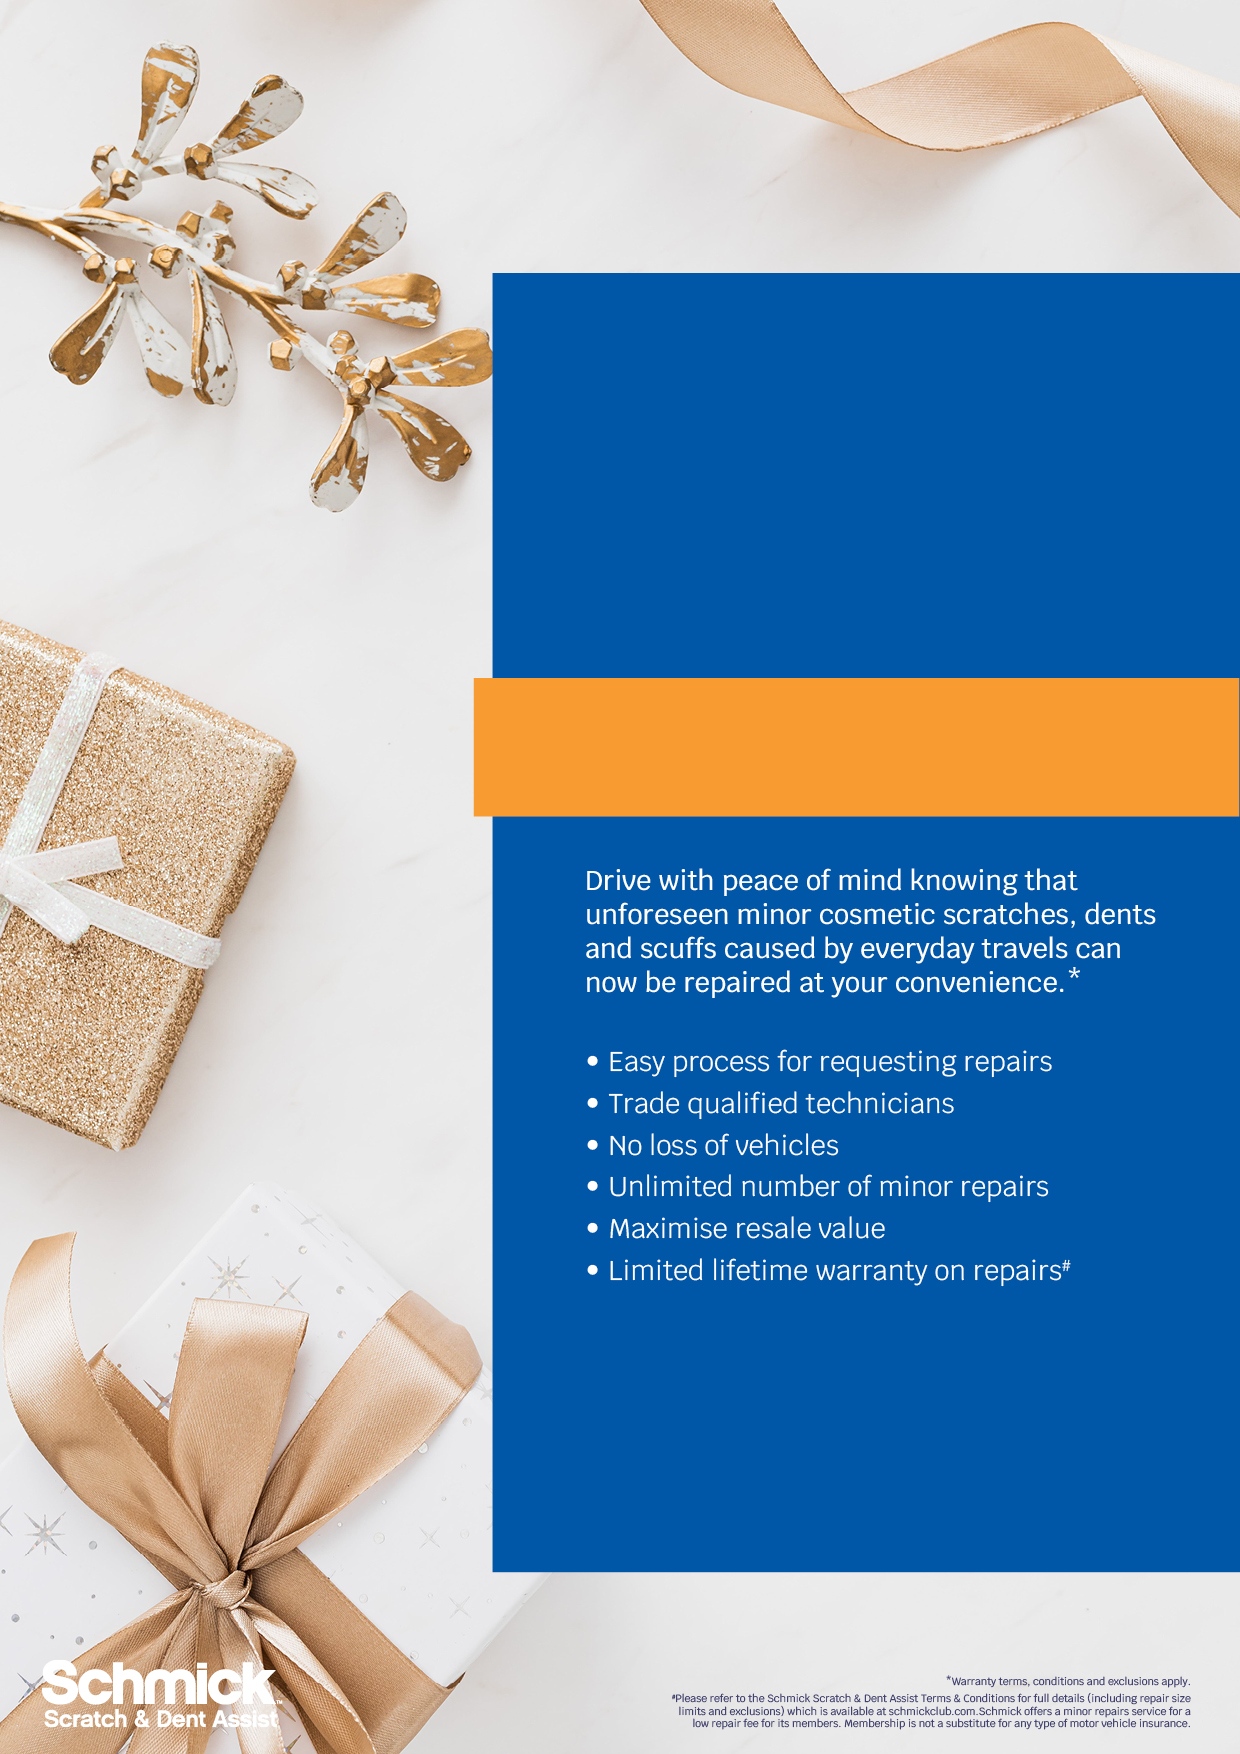 Drive with peace of mind knowing that
unforeseen minor cosmetic scratches, dents
and scuffs caused by everyday travels can
now be repaired at your convenience.*
• Easy process for requesting repairs
• Trade qualified technicians
• No loss of vehicles
• Unlimited number of minor repairs
• Maximise resale value
• Limited lifetime warranty on repairs#
Schmick™
Scratch & Dent Assist
*Warranty terms, conditions and exclusions apply.
#Please refer to the Schmick Scratch & Dent Assist Terms & Conditions for full details (including repair size
limits and exclusions) which is available at schmickclub.com.Schmick offers a minor repairs service for a
low repair fee for its members. Membership is not a substitute for any type of motor vehicle insurance.